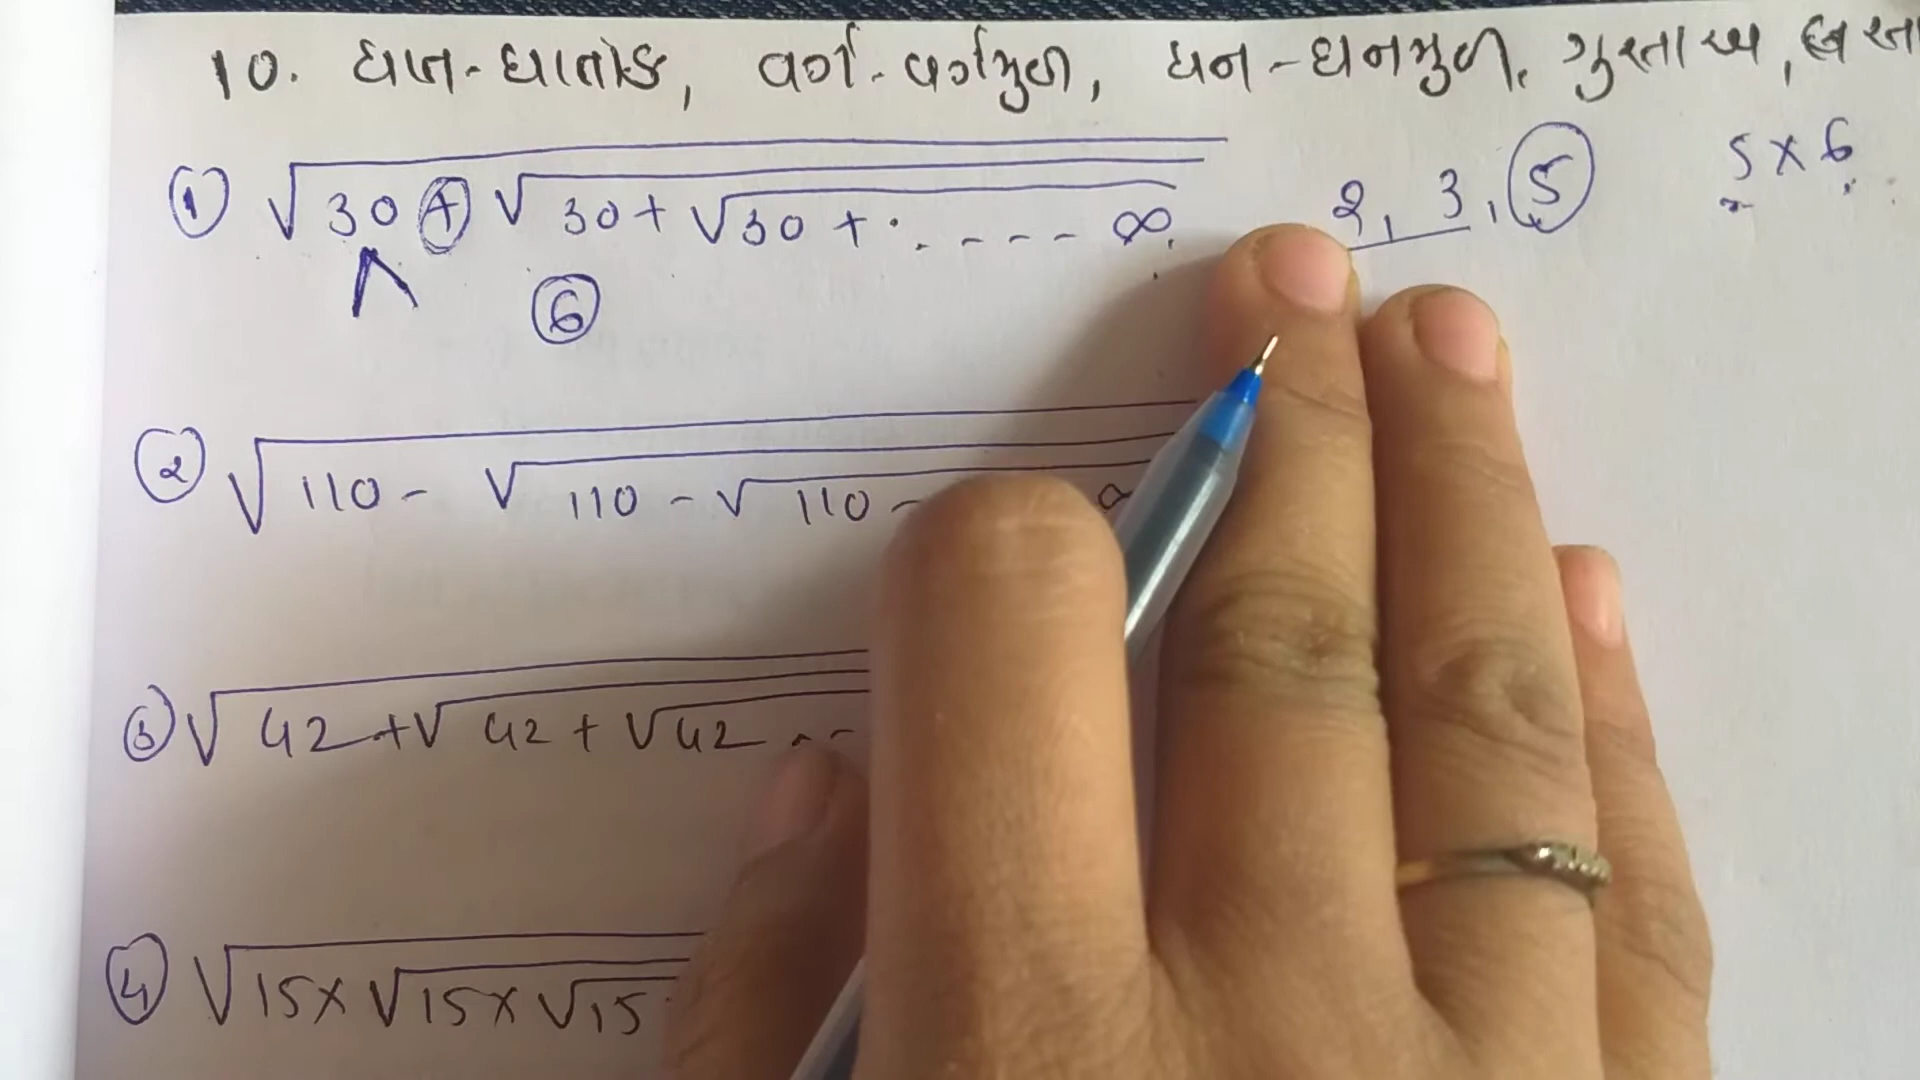 10. ઘાત-ઘાતાંક, વર્ગ-વર્ગમુળ, ઘન-ઘનમુળ,
① √30 + √30 + √30 + ..---- ∞ ૨, 3, 5 5 × 6
6
② √110 - √110 - √110 -
③ √42 + √42 + √42 ---
④ √15 × √15 × √15